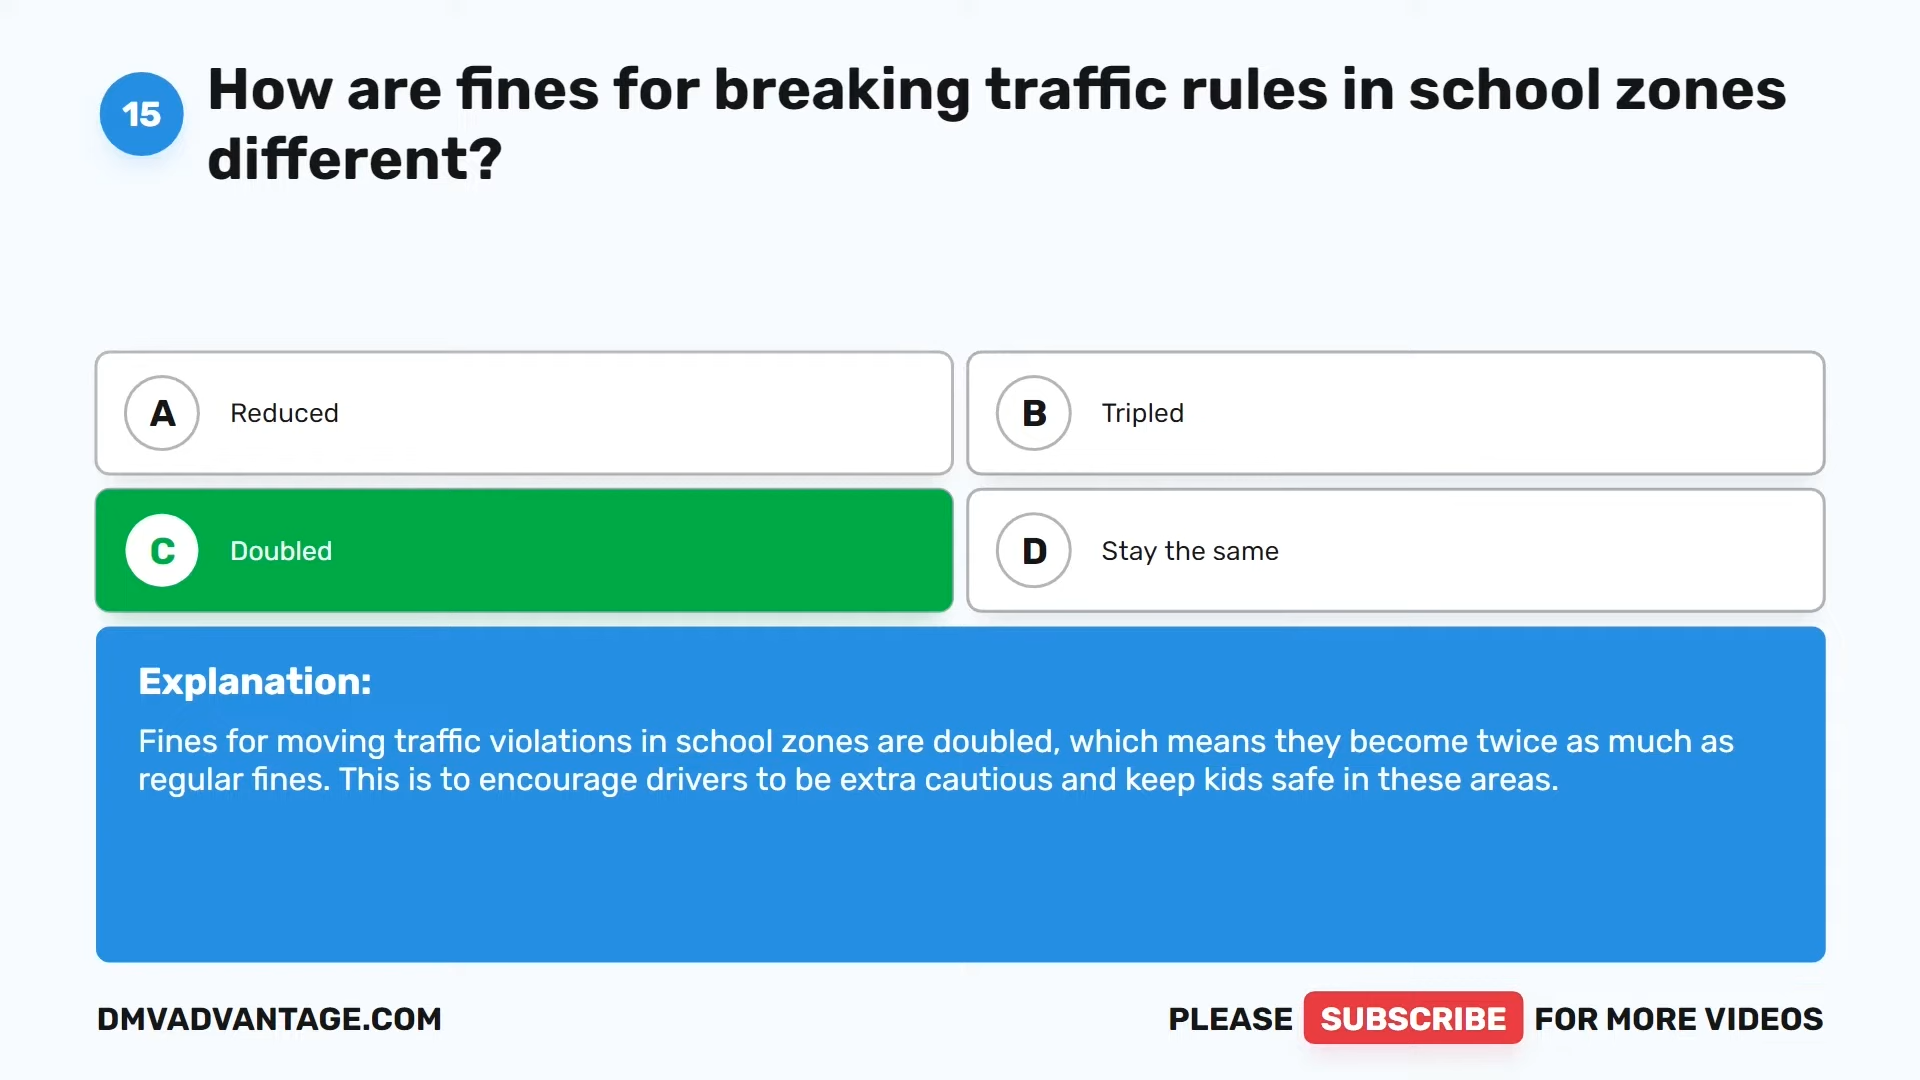 15
How are fines for breaking traffic rules in school zones
different?
A Reduced
B Tripled
C Doubled
D Stay the same
Explanation:
Fines for moving traffic violations in school zones are doubled, which means they become twice as much as
regular fines. This is to encourage drivers to be extra cautious and keep kids safe in these areas.
DMVADVANTAGE.COM
PLEASE SUBSCRIBE FOR MORE VIDEOS